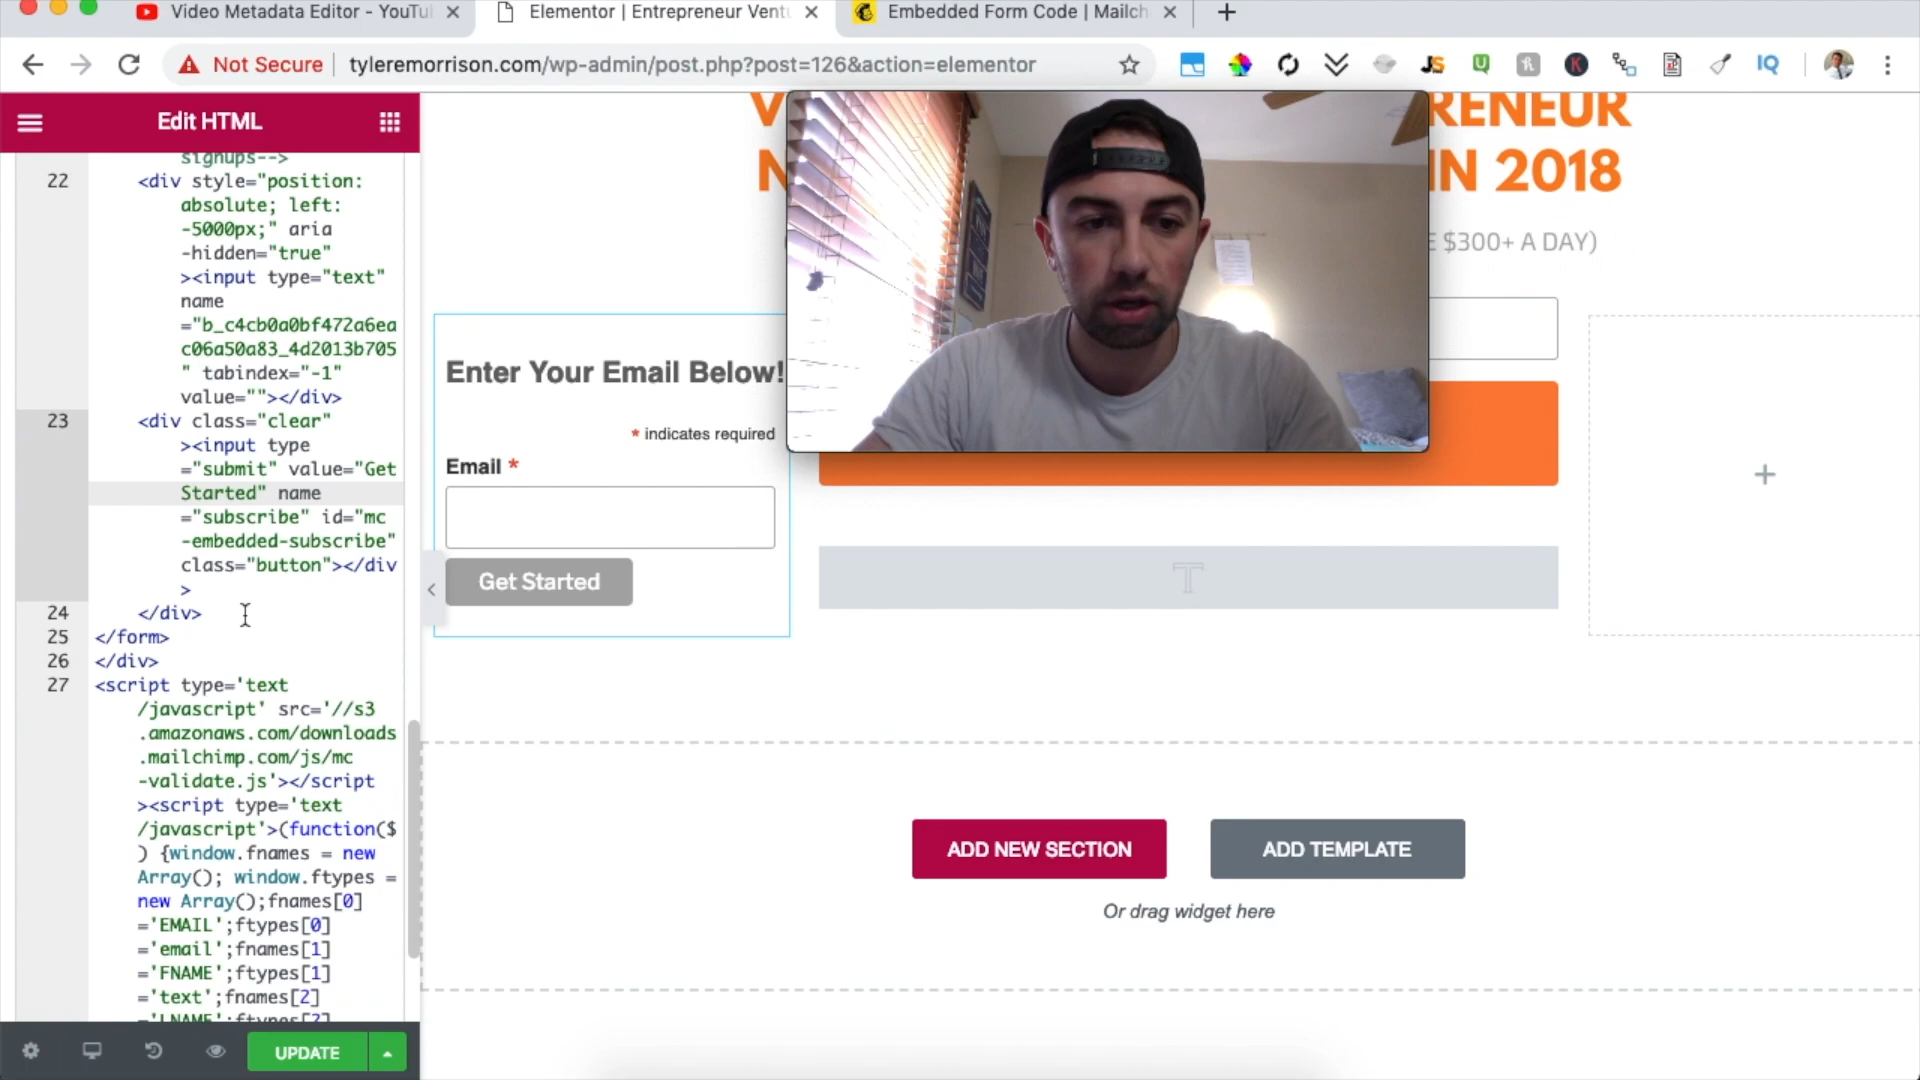 Video Metadata Editor - YouTu
Elementor | Entrepreneur Ventu
Embedded Form Code | Mailch
Not Secure
tyleremorrison.com/wp-admin/post.php?post=126&action=elementor
JS
IQ
Edit HTML
signups-->
22
<div style="position:
absolute; left:
-5000px;" aria
-hidden="true"
><input type="text"
name
="b_c4cb0a0bf472a6ea
c06a50a83_4d2013b705
" tabindex="-1"
value=""></div>
23
<div class="clear"
><input type
="submit" value="Get
Started" name
="subscribe" id="mc
-embedded-subscribe"
class="button"></div
>
24
</div>
25
</form>
26
</div>
27
<script type='text
/javascript' src='//s3
.amazonaws.com/downloads
.mailchimp.com/js/mc
-validate.js'></script
><script type='text
/javascript'>(function($
) {window.fnames = new
Array(); window.ftypes =
new Array();fnames[0]
='EMAIL';ftypes[0]
='email';fnames[1]
='FNAME';ftypes[1]
='text';fnames[2]
='LNAME';ftypes[2]
UPDATE
RENEUR
IN 2018
$300+ A DAY)
Enter Your Email Below!
* indicates required
Email *
Get Started
ADD NEW SECTION
ADD TEMPLATE
Or drag widget here